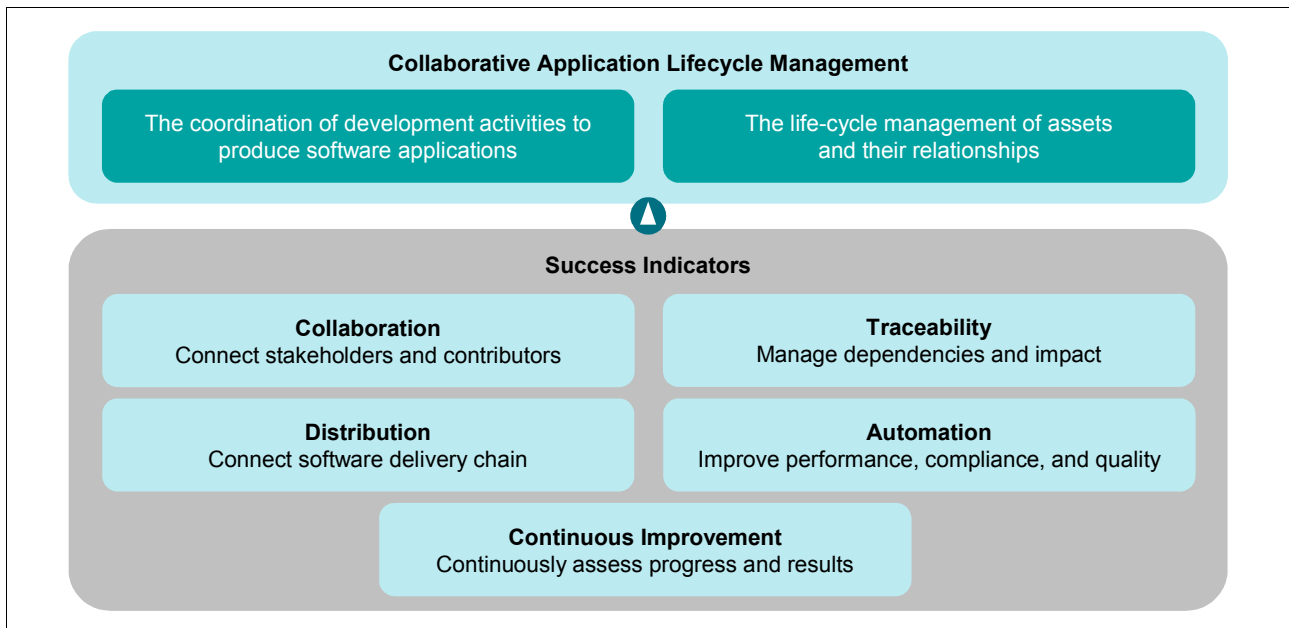 Collaborative Application Lifecycle Management
The coordination of development activities to
produce software applications
The life-cycle management of assets
and their relationships
Success Indicators
Collaboration
Connect stakeholders and contributors
Traceability
Manage dependencies and impact
Distribution
Connect software delivery chain
Automation
Improve performance, compliance, and quality
Continuous Improvement
Continuously assess progress and results